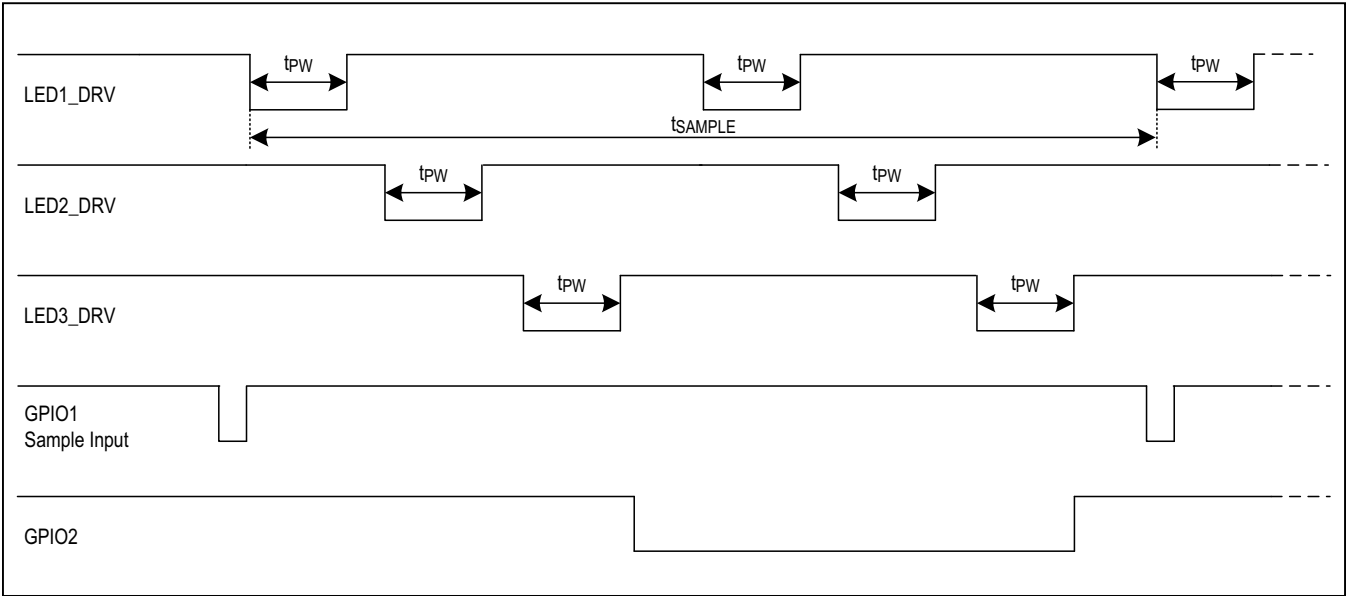 tPW tPW tPW
LED1_DRV
tSAMPLE
tPW tPW
LED2_DRV
tPW tPW
LED3_DRV
GPIO1
Sample Input
GPIO2